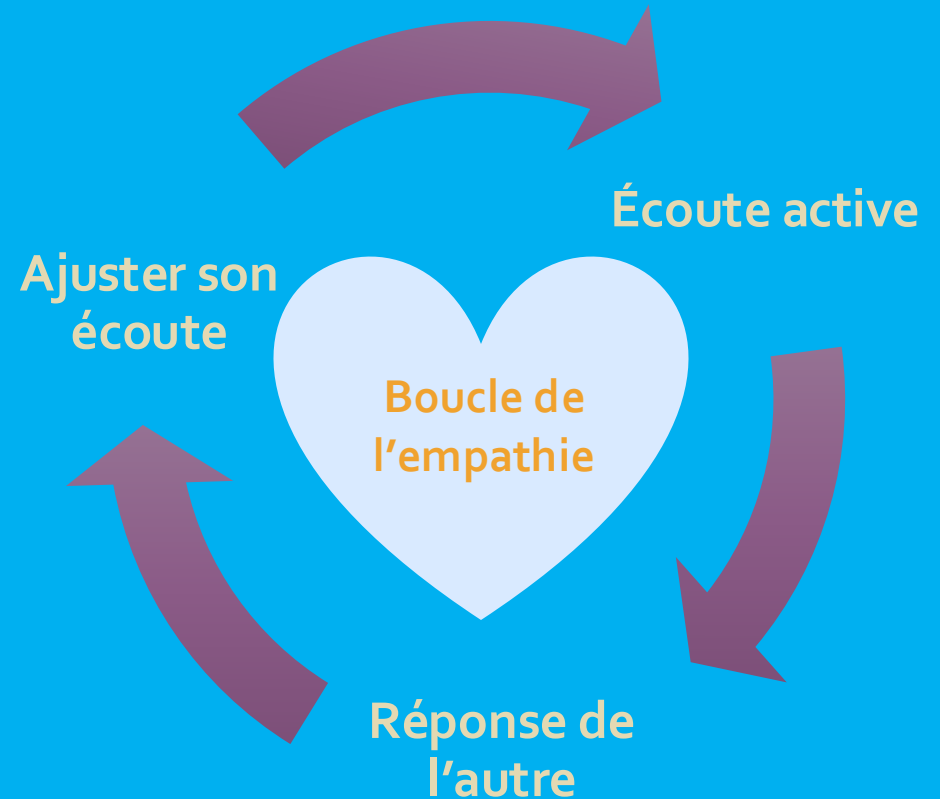 Écoute active
Ajuster son
écoute
Boucle de
l’empathie
Réponse de
l’autre